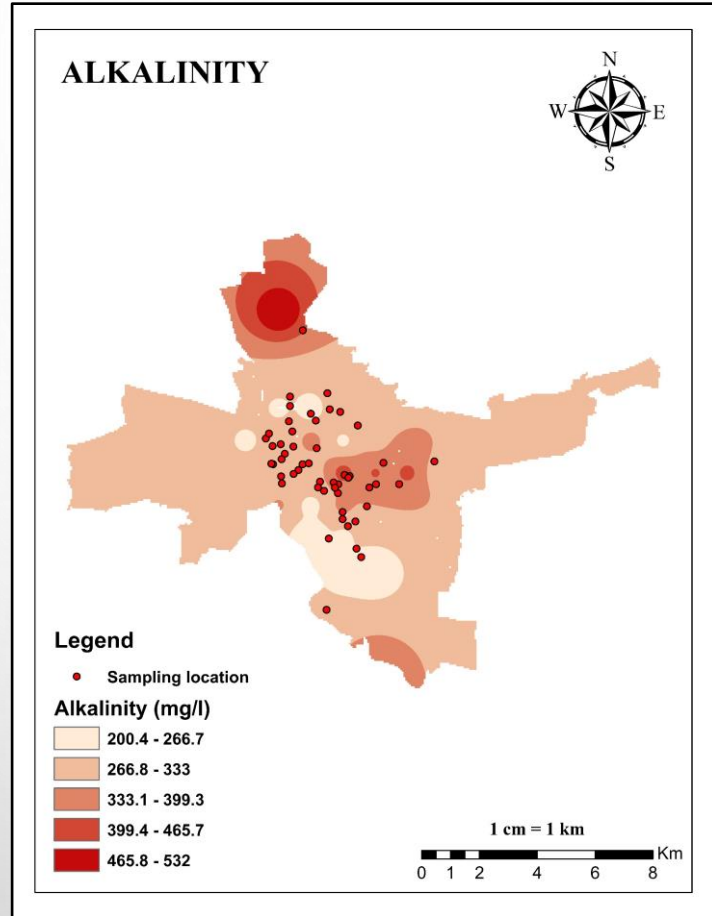 ALKALINITY
N
W E
S
Legend
Sampling location
Alkalinity (mg/l)
200.4 - 266.7
266.8 - 333
333.1 - 399.3
399.4 - 465.7
465.8 - 532
1 cm = 1 km
Km
0 1 2 4 6 8